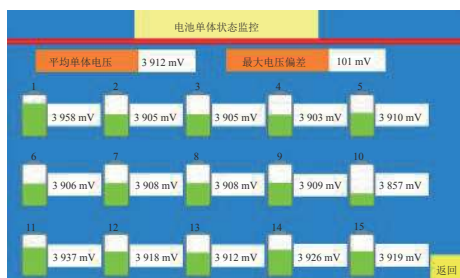 电池单体状态监控
平均单体电压 3 912 mV 最大电压偏差 101 mV
1 2 3 4 5
3 958 mV 3 905 mV 3 905 mV 3 903 mV 3 910 mV
6 7 8 9 10
3 906 mV 3 908 mV 3 908 mV 3 909 mV 3 857 mV
11 12 13 14 15
3 937 mV 3 918 mV 3 912 mV 3 926 mV 3 919 mV
返回